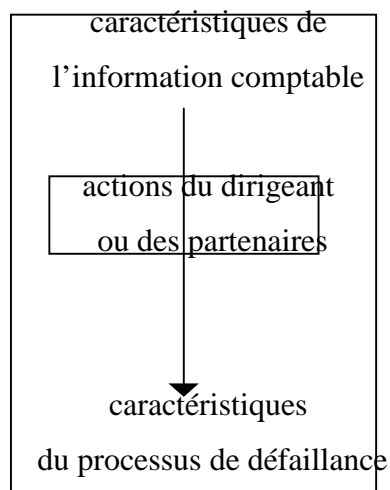 caractéristiques de
l’information comptable
actions du dirigeant
ou des partenaires
caractéristiques
du processus de défaillance